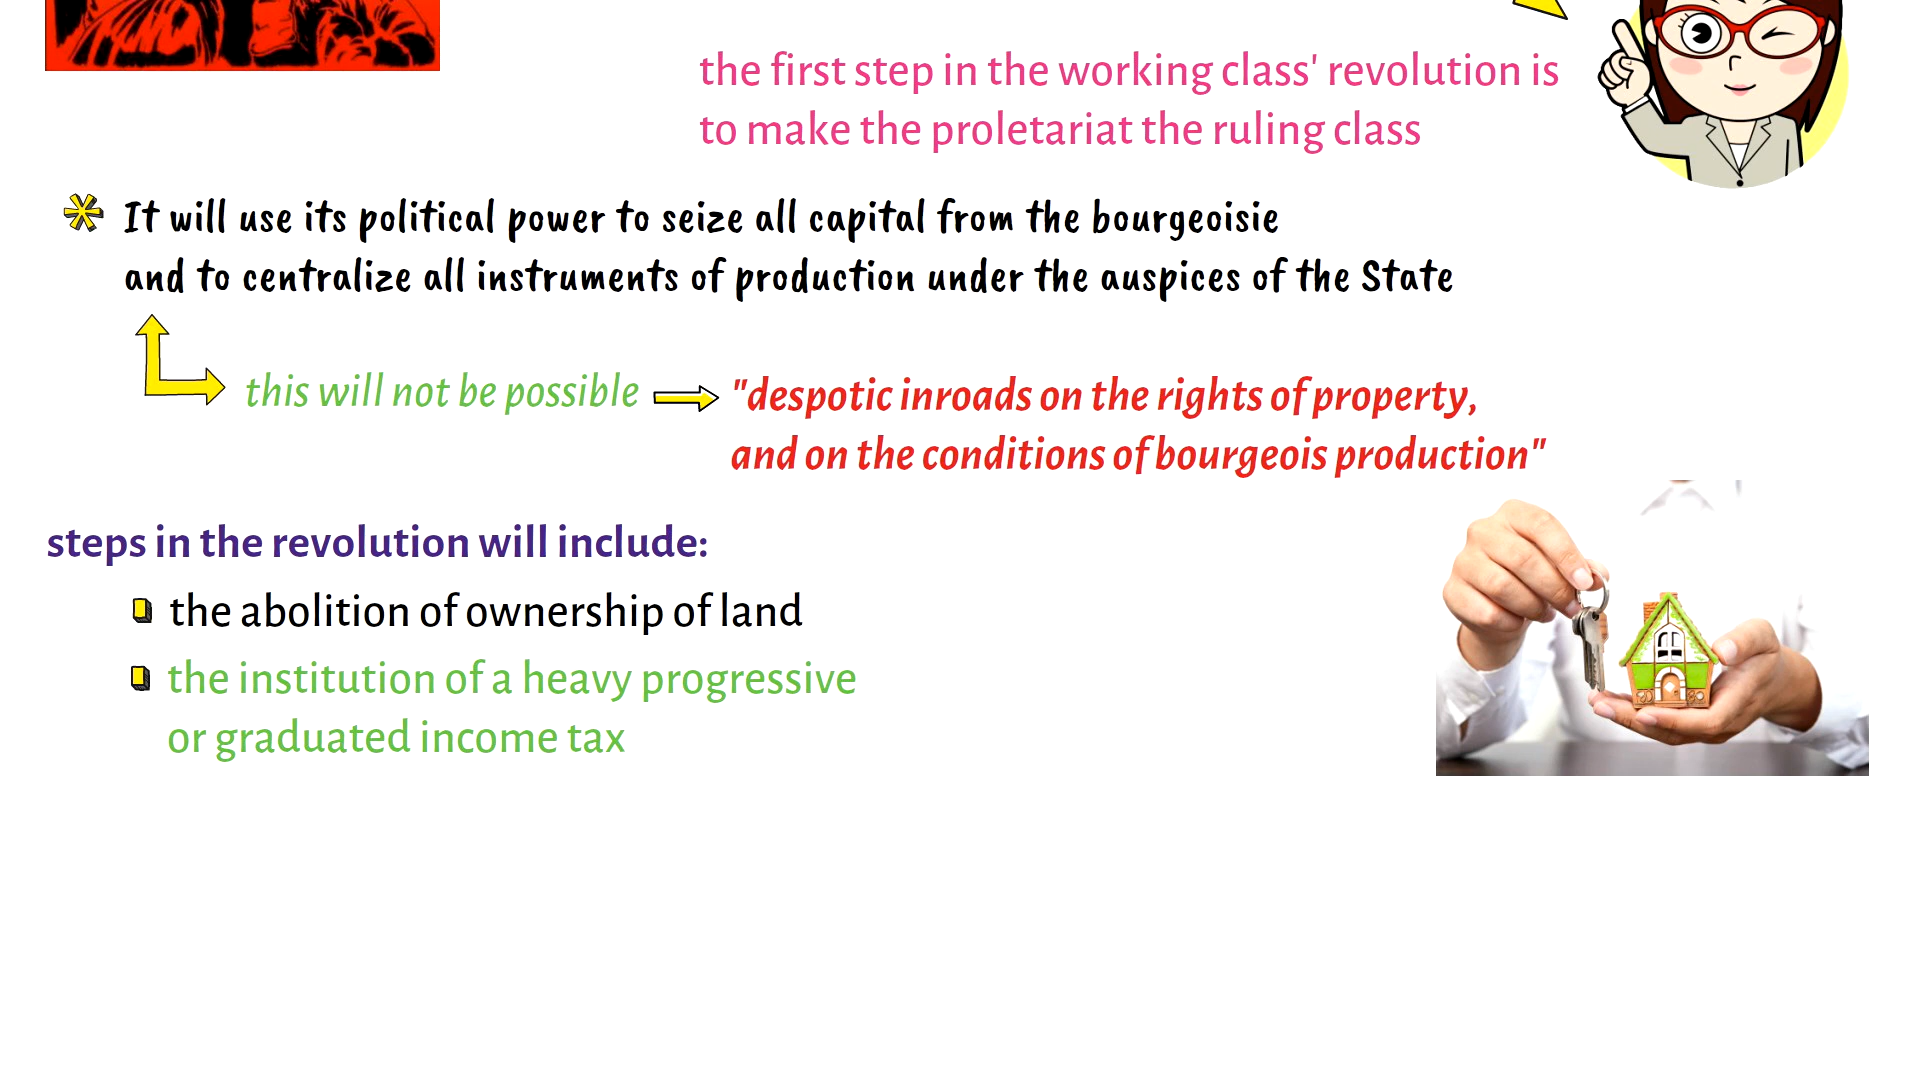 the first step in the working class' revolution is
to make the proletariat the ruling class
It will use its political power to seize all capital from the bourgeoisie
and to centralize all instruments of production under the auspices of the State
this will not be possible
"despotic inroads on the rights of property,
and on the conditions of bourgeois production"
steps in the revolution will include:
the abolition of ownership of land
the institution of a heavy progressive
or graduated income tax